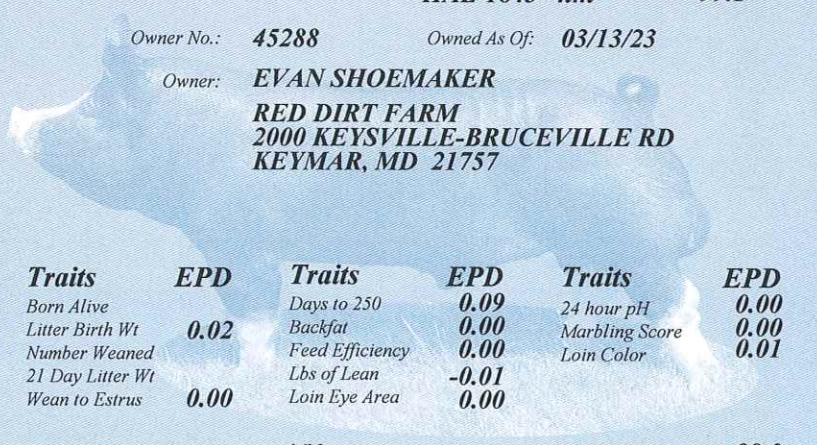 Owner No.: 45288 Owned As Of: 03/13/23
Owner: EVAN SHOEMAKER
RED DIRT FARM
2000 KEYSVILLE-BRUCEVILLE RD
KEYMAR, MD 21757
Traits EPD Traits EPD Traits EPD
Born Alive Days to 250 0.09 24 hour pH 0.00
Litter Birth Wt 0.02 Backfat 0.00 Marbling Score 0.00
Number Weaned Feed Efficiency 0.00 Loin Color 0.01
21 Day Litter Wt Lbs of Lean -0.01
Wean to Estrus 0.00 Loin Eye Area 0.00